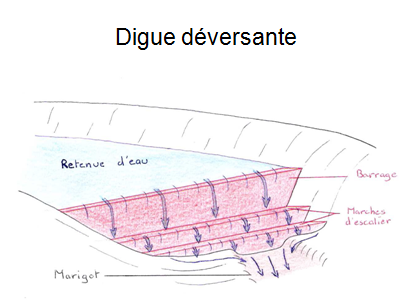 Digue déversante
Retenue d'eau
Barrage
Marches
d'escalier
Marigot